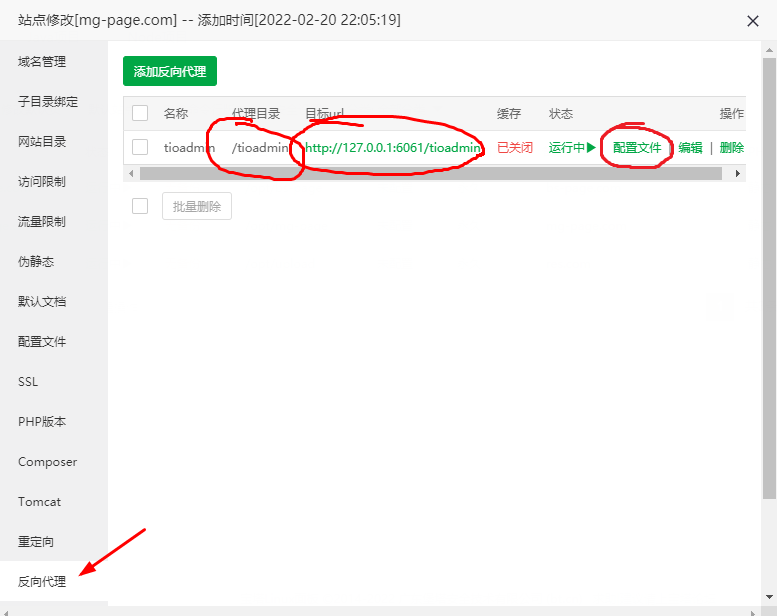 站点修改[mg-page.com] -- 添加时间[2022-02-20 22:05:19]
域名管理
子目录绑定
网站目录
访问限制
流量限制
伪静态
默认文档
配置文件
SSL
PHP版本
Composer
Tomcat
重定向
反向代理
添加反向代理
名称 代理目录 目标url 缓存 状态 操作
tioadmin /tioadmin http://127.0.0.1:6061/tioadmin 已关闭 运行中 配置文件 | 编辑 | 删除
批量删除